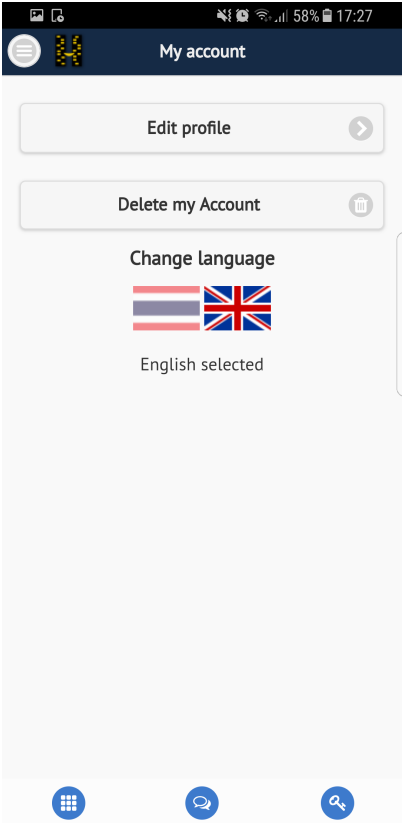 58% 17:27
My account
Edit profile
Delete my Account
Change language
English selected